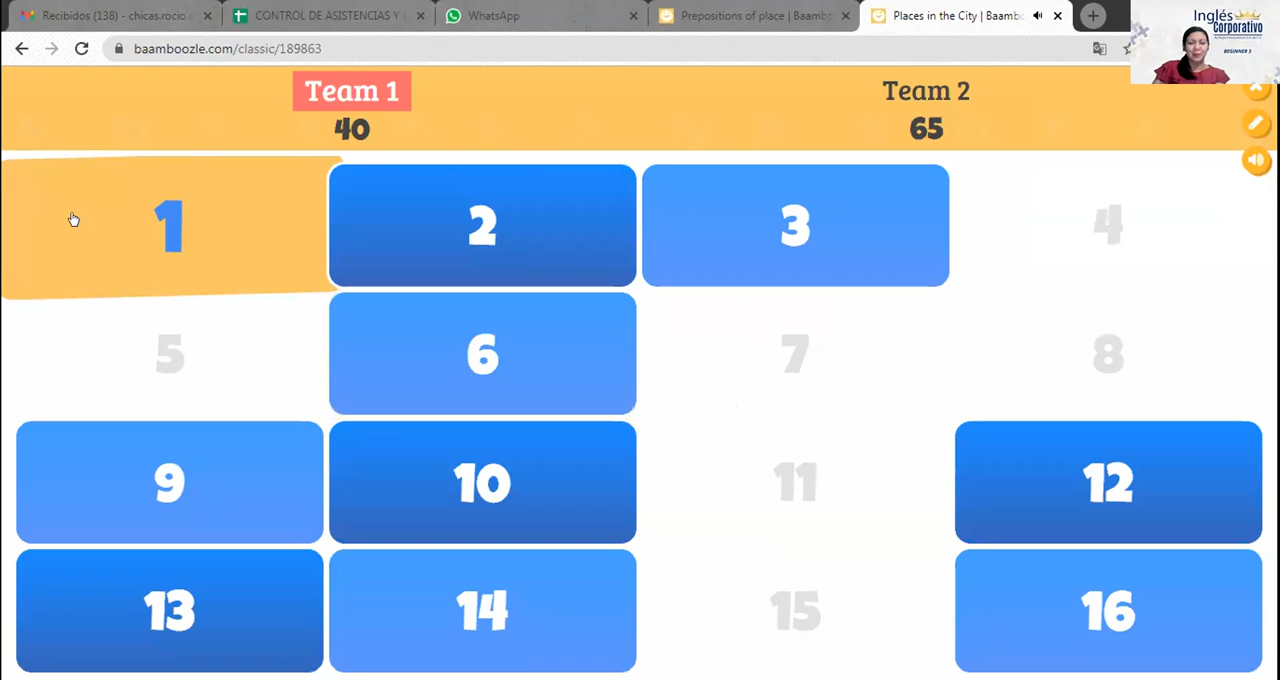 Recibidos (138) - chicas.rocio.
CONTROL DE ASISTENCIAS Y
WhatsApp
Prepositions of place | Baamb
Places in the City | Baambo
baamboozle.com/classic/189863
Inglés
Corporativo
BEGINNER 3
Team 1
Team 2
40
65
1
2
3
4
5
6
7
8
9
10
11
12
13
14
15
16